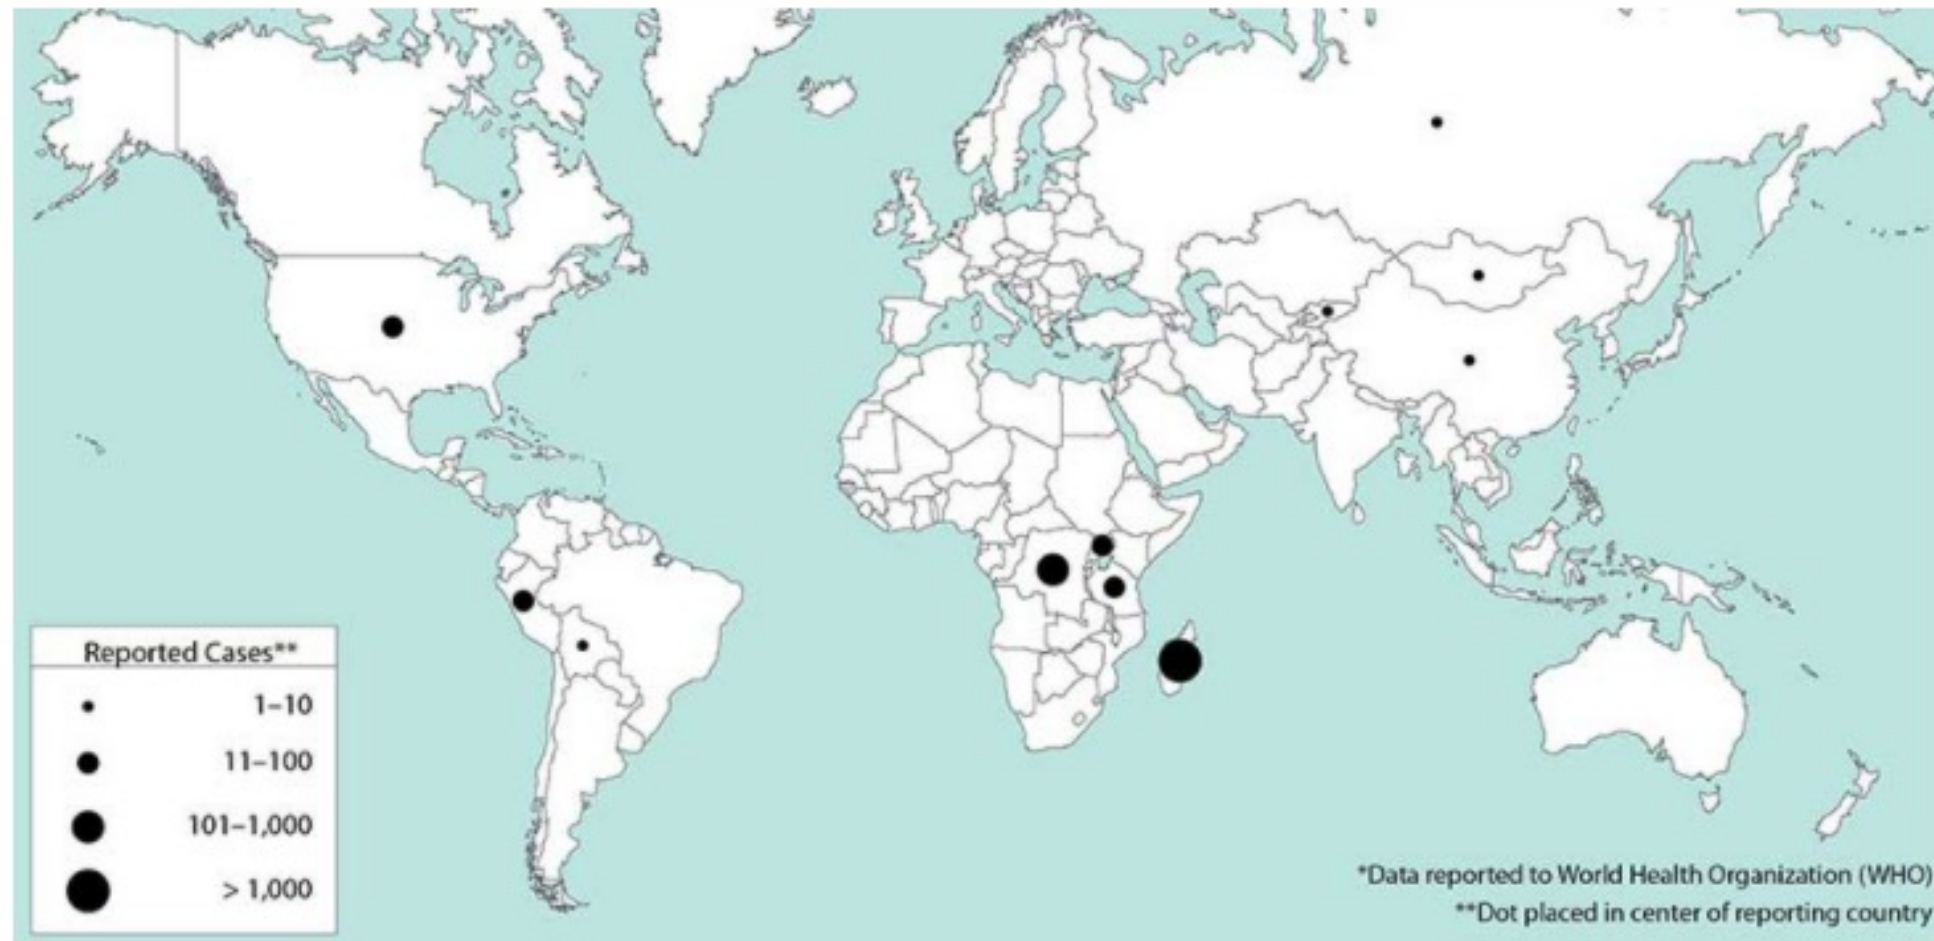 Reported Cases**
1–10
11–100
101–1,000
> 1,000
*Data reported to World Health Organization (WHO)
**Dot placed in center of reporting country